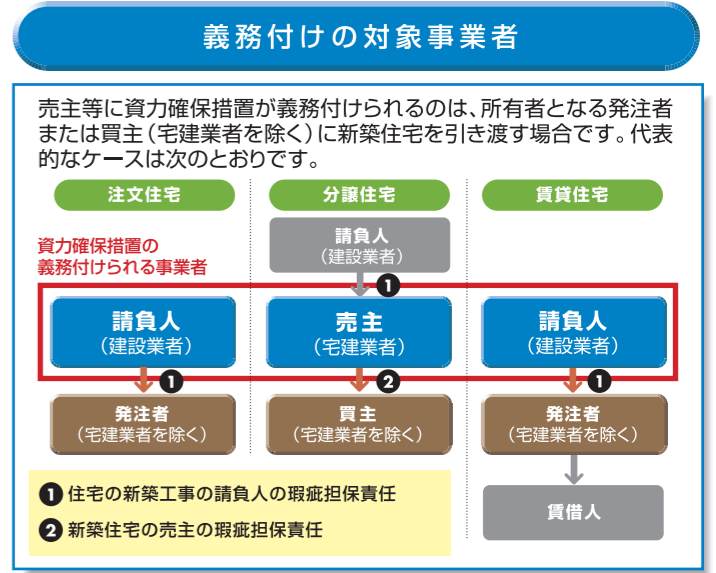 義務付けの対象事業者
売主等に資力確保措置が義務付けられるのは、所有者となる発注者
または買主（宅建業者を除く）に新築住宅を引き渡す場合です。代表
的なケースは次のとおりです。
注文住宅
分譲住宅
賃貸住宅
資力確保措置の
義務付けられる事業者
請負人
（建設業者）
❶
請負人
（建設業者）
売主
（宅建業者）
請負人
（建設業者）
❶
❷
❶
発注者
（宅建業者を除く）
買主
（宅建業者を除く）
発注者
（宅建業者を除く）
賃借人
❶ 住宅の新築工事の請負人の瑕疵担保責任
❷ 新築住宅の売主の瑕疵担保責任